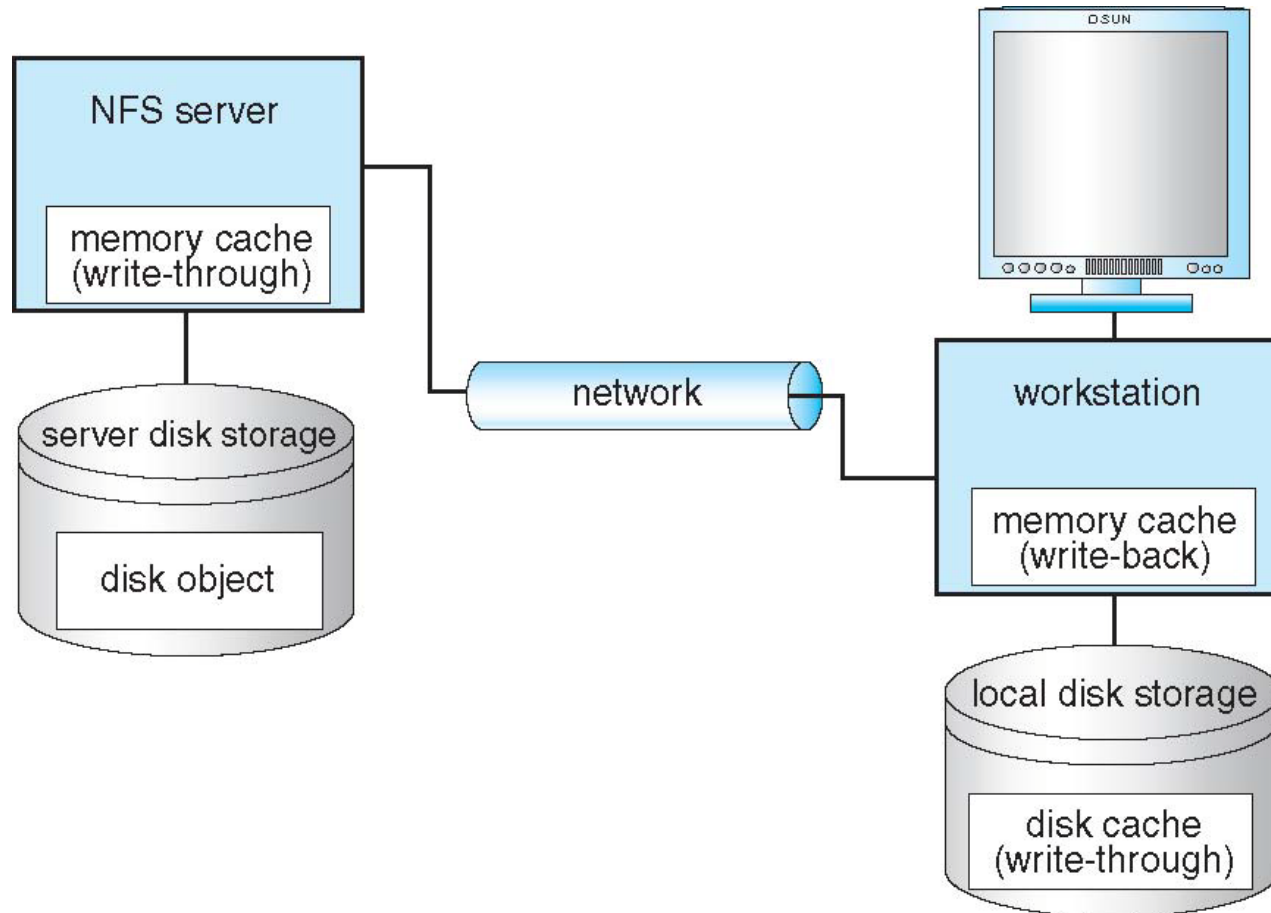 NFS server
memory cache
(write-through)
server disk storage
disk object
network
SUN
workstation
memory cache
(write-back)
local disk storage
disk cache
(write-through)